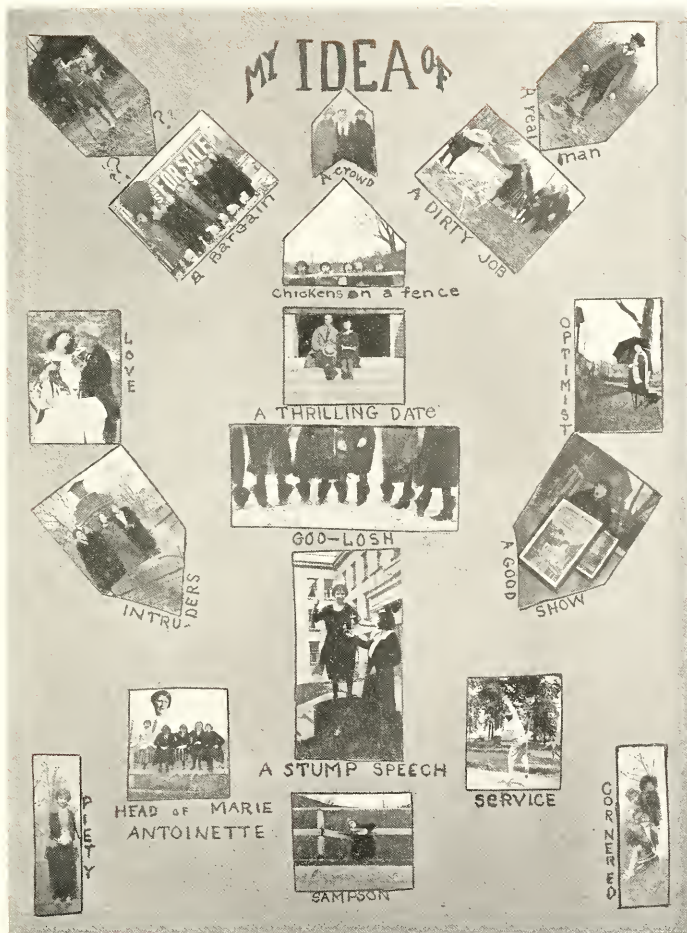 MY IDEA OF
??
??
A crowd
A real
man
FOR SALE
A Bargain
A DIRTY JOB
Chickens on a fence
LOVE
A THRILLING DATE
OPTIMIST
GOO-LOSH
INTRUDERS
A GOOD
SHOW
A STUMP SPEECH
HEAD OF MARIE
ANTOINETTE
SERVICE
PIETY
SAMPSON
CORNERED